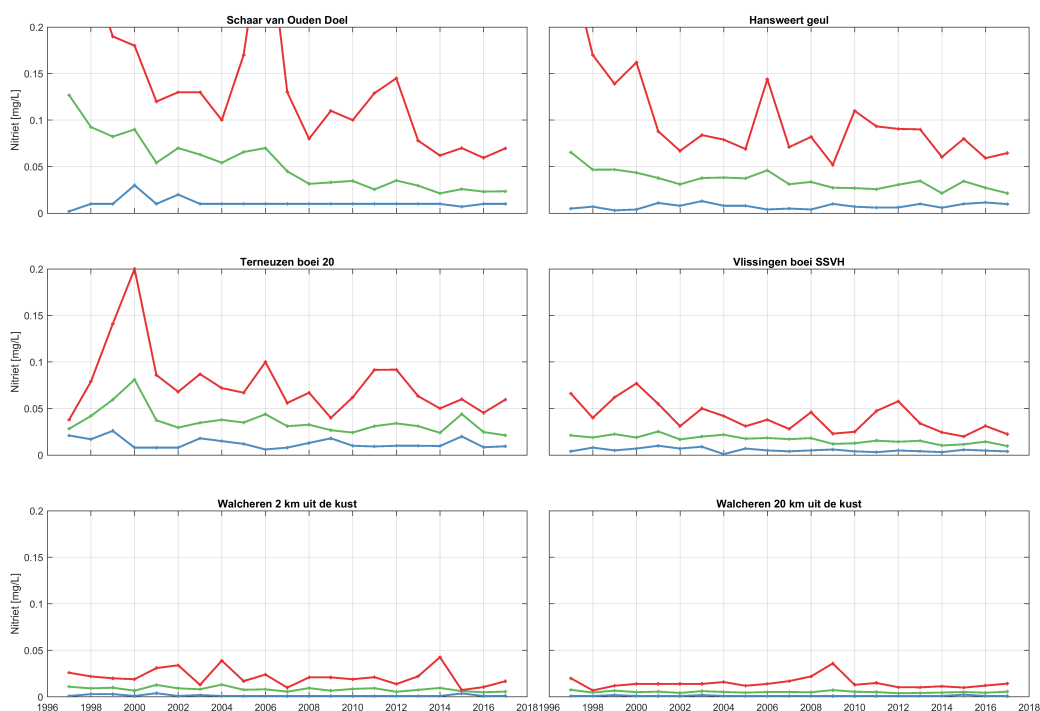 Schaar van Ouden Doel
Hansweert geul
0.2
0.15
0.1
0.05
0
Nitriet [mg/L]
Terneuzen boei 20
Vlissingen boei SSVH
0.2
0.15
0.1
0.05
0
Nitriet [mg/L]
Walcheren 2 km uit de kust
Walcheren 20 km uit de kust
0.2
0.15
0.1
0.05
0
Nitriet [mg/L]
1996 1998 2000 2002 2004 2006 2008 2010 2012 2014 2016 2018
1996 1998 2000 2002 2004 2006 2008 2010 2012 2014 2016 2018